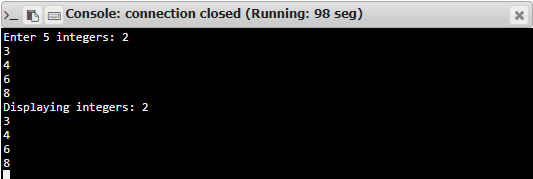 Console: connection closed (Running: 98 seg)
Enter 5 integers: 2
3
4
6
8
Displaying integers: 2
3
4
6
8